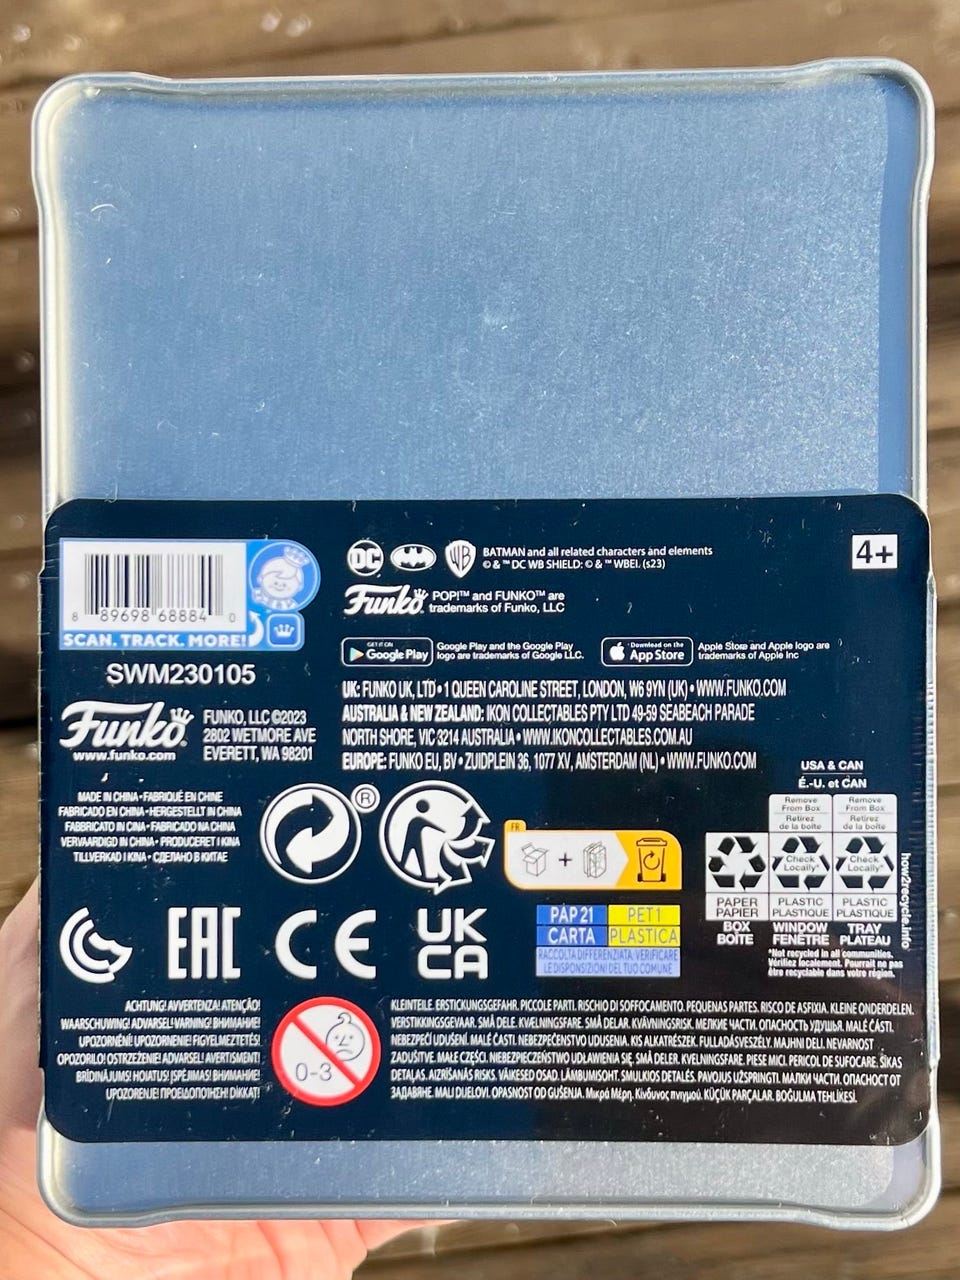 8 89698 68884 0
SCAN. TRACK. MORE!
SWM230105
Funko®
www.funko.com
FUNKO, LLC ©2023
2802 WETMORE AVE
EVERETT, WA 98201
DC
WB
BATMAN and all related characters and elements
© & ™ DC WB SHIELD: © & ™ WBEI. (s23)
4+
Funko
POP!™ and FUNKO™ are
trademarks of Funko, LLC
GET IT ON
Google Play
Google Play and the Google Play
logo are trademarks of Google LLC.
Download on the
App Store
Apple Store and Apple logo are
trademarks of Apple Inc
UK: FUNKO UK, LTD • 1 QUEEN CAROLINE STREET, LONDON, W6 9YN (UK) • WWW.FUNKO.COM
AUSTRALIA & NEW ZEALAND: IKON COLLECTABLES PTY LTD 49-59 SEABEACH PARADE
NORTH SHORE, VIC 3214 AUSTRALIA • WWW.IKONCOLLECTABLES.COM.AU
EUROPE: FUNKO EU, BV • ZUIDPLEIN 36, 1077 XV, AMSTERDAM (NL) • WWW.FUNKO.COM
MADE IN CHINA • FABRIQUÉ EN CHINE
FABRICADO EN CHINA • HERGESTELLT IN CHINA
FABBRICATO IN CINA • FABRICADO NA CHINA
VERVAARDIGD IN CHINA • PRODUCERET I KINA
TILLVERKAD I KINA • СДЕЛАНО В КИТАЕ
®
FR
+
USA & CAN
É.-U. et CAN
Remove
From Box
Retirez
de la boîte
Remove
From Box
Retirez
de la boîte
Check
Locally*
Check
Locally*
PAPER
PAPIER
PLASTIC
PLASTIQUE
PLASTIC
PLASTIQUE
BOX
BOÎTE
WINDOW
FENÊTRE
TRAY
PLATEAU
*Not recycled in all communities.
Vérifiez localement. Pourrait ne pas
être recyclable dans votre région.
how2recycle.info
EAC
CE
UK
CA
PAP 21
PET 1
CARTA
PLASTICA
RACCOLTA DIFFERENZIATA. VERIFICARE
LE DISPOSIZIONI DEL TUO COMUNE
ACHTUNG! AVVERTENZA! ATENÇÃO!
WAARSCHUWING! ADVARSEL! VARNING! ВНИМАНИЕ!
UPOZORNĚNÍ! UPOZORNENIE! FIGYELMEZTETÉS!
OPOZORILO! OSTRZEŻENIE! ADVARSEL! AVERTISMENT!
BRĪDINĀJUMS! HOIATUS! ĮSPĖJIMAS! ВНИМАНИЕ!
UPOZORENJE! ΠΡΟΕΙΔΟΠΟΙΗΣΗ! DİKKAT!
0-3
KLEINTEILE. ERSTICKUNGSGEFAHR. PICCOLE PARTI. RISCHIO DI SOFFOCAMENTO. PEQUENAS PARTES. RISCO DE ASFIXIA. KLEINE ONDERDELEN.
VERSTIKKINGSGEVAAR. SMÅ DELE. KVÆLNINGSFARE. SMÅ DELAR. KVÄVNINGSRISK. МЕЛКИЕ ЧАСТИ. ОПАСНОСТЬ УДУШЬЯ. MALÉ ČÁSTI.
NEBEZPEČÍ UDUŠENÍ. MALÉ ČASTI. NEBEZPEČENSTVO UDUSENIA. KIS ALKATRÉSZEK. FULLADÁSVESZÉLY. MAJHNI DELI. NEVARNOST
ZADUŠITVE. MAŁE CZĘŚCI. NIEBEZPIECZEŃSTWO UDŁAWIENIA SIĘ. SMÅ DELER. KVELNINGSFARE. PIESE MICI. PERICOL DE SUFOCARE. SĪKAS
DETAĻAS. AIZRĪŠANĀS RISKS. VÄIKESED OSAD. LÄMBUMISOHT. SMULKIOS DETALĖS. PAVOJUS UŽSPRINGTI. МАЛКИ ЧАСТИ. ОПАСНОСТ ОТ
ЗАДАВЯНЕ. MALI DIJELOVI. OPASNOST OD GUŠENJA. Μικρά Μέρη. Κίνδυνος πνιγμού. KÜÇÜK PARÇALAR. BOĞULMA TEHLİKESİ.